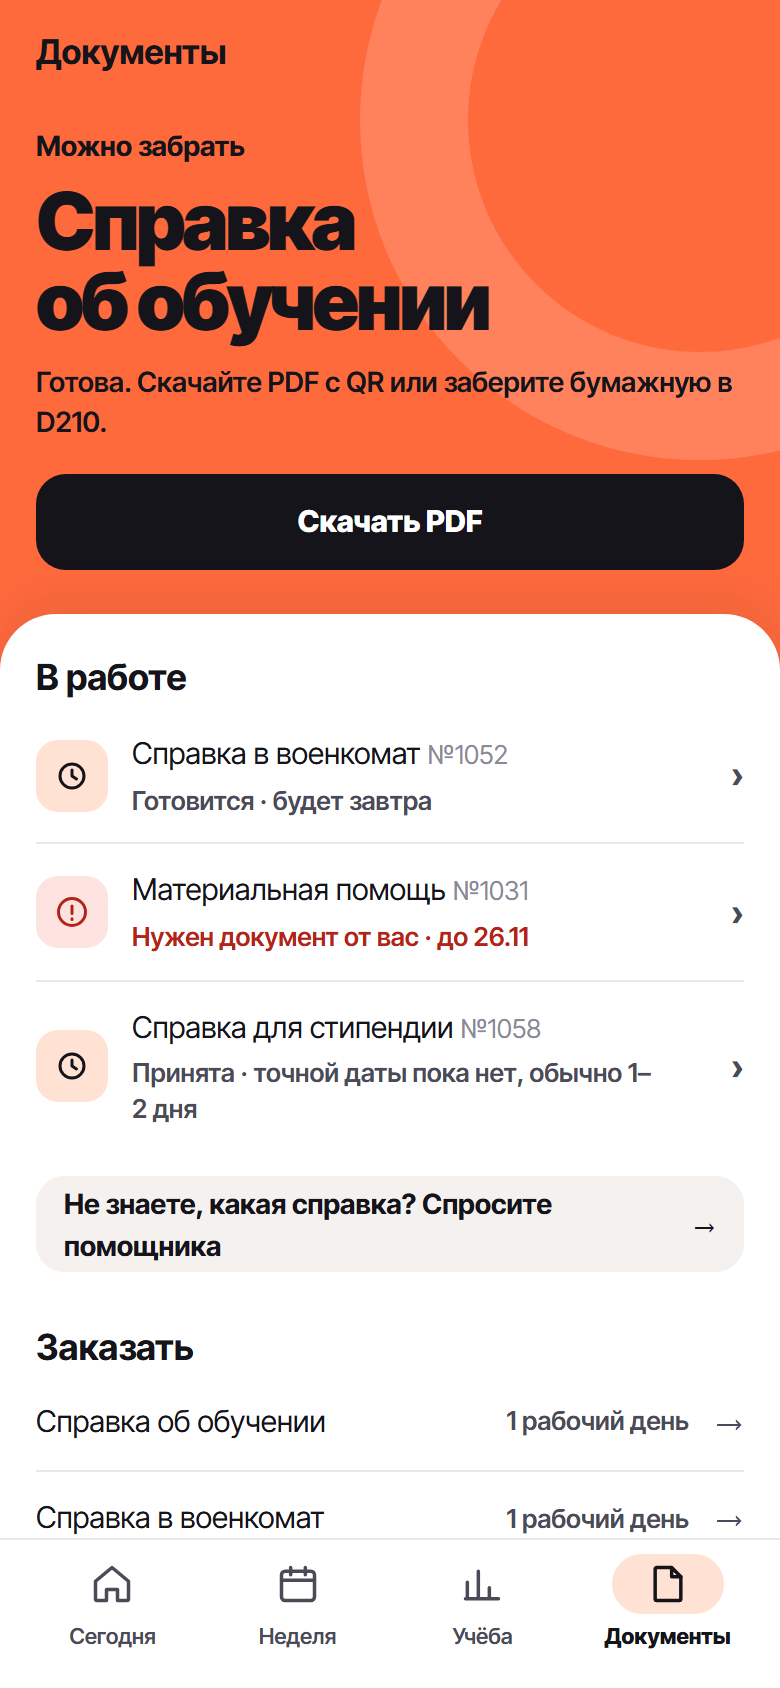 Документы
Можно забрать
Справка
об обучении
Готова. Скачайте PDF с QR или заберите бумажную в
D210.
Скачать PDF
В работе
Справка в военкомат №1052
Готовится · будет завтра
Материальная помощь №1031
Нужен документ от вас · до 26.11
Справка для стипендии №1058
Принята · точной даты пока нет, обычно 1–
2 дня
Не знаете, какая справка? Спросите
помощника
Заказать
Справка об обучении 1 рабочий день
Справка в военкомат 1 рабочий день
Сегодня Неделя Учёба Документы